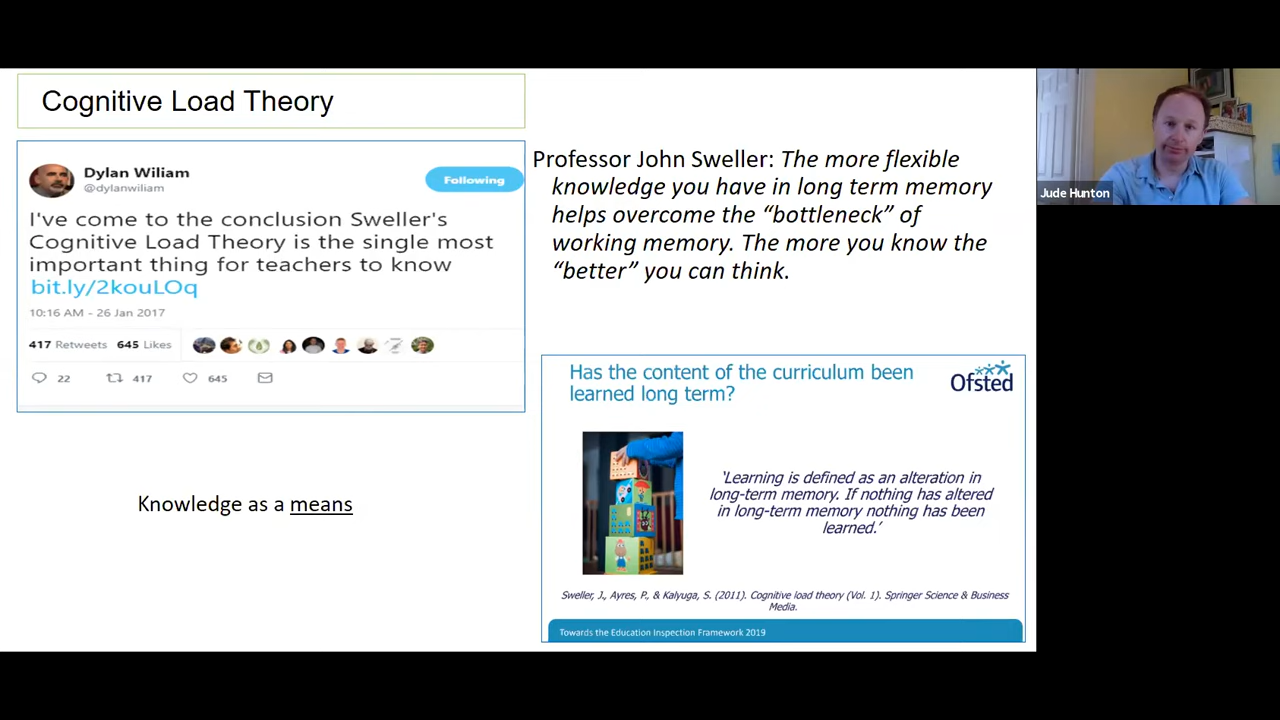 Cognitive Load Theory
Dylan Wiliam
@dylanwiliam
Following
I've come to the conclusion Sweller's
Cognitive Load Theory is the single most
important thing for teachers to know
bit.ly/2kouLOq
10:16 AM - 26 Jan 2017
417 Retweets 645 Likes
22 417 645
Knowledge as a means
Professor John Sweller: The more flexible
knowledge you have in long term memory
helps overcome the “bottleneck” of
working memory. The more you know the
“better” you can think.
Has the content of the curriculum been
learned long term?
Ofsted
‘Learning is defined as an alteration in
long-term memory. If nothing has altered
in long-term memory nothing has been
learned.’
Sweller, J., Ayres, P., & Kalyuga, S. (2011). Cognitive load theory (Vol. 1). Springer Science & Business
Media.
Towards the Education Inspection Framework 2019
Jude Hunton